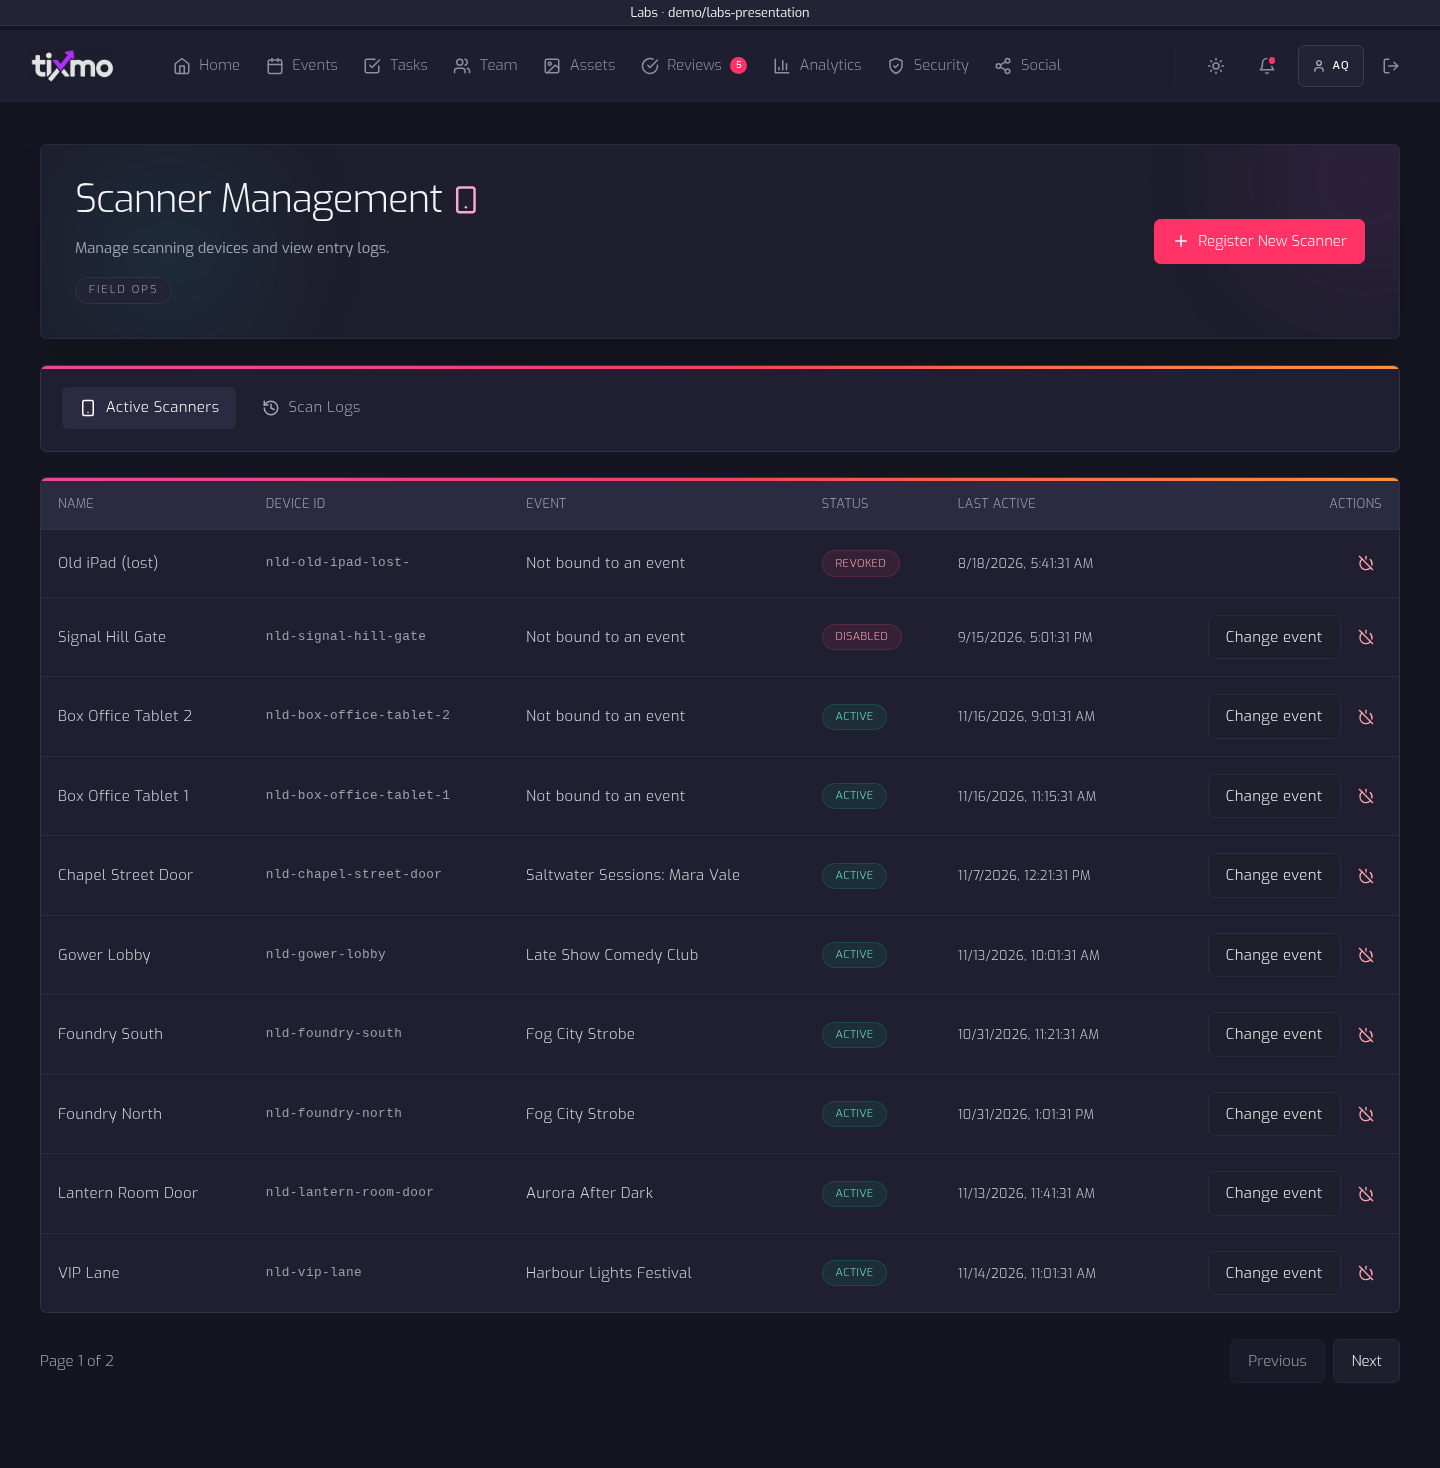 Labs · demo/labs-presentation
tixmo
Home
Events
Tasks
Team
Assets
Reviews 5
Analytics
Security
Social
AQ
Scanner Management
Manage scanning devices and view entry logs.
FIELD OPS
Register New Scanner
Active Scanners
Scan Logs
NAME DEVICE ID EVENT STATUS LAST ACTIVE ACTIONS
Old iPad (lost) nld-old-ipad-lost- Not bound to an event REVOKED 8/18/2026, 5:41:31 AM
Signal Hill Gate nld-signal-hill-gate Not bound to an event DISABLED 9/15/2026, 5:01:31 PM Change event
Box Office Tablet 2 nld-box-office-tablet-2 Not bound to an event ACTIVE 11/16/2026, 9:01:31 AM Change event
Box Office Tablet 1 nld-box-office-tablet-1 Not bound to an event ACTIVE 11/16/2026, 11:15:31 AM Change event
Chapel Street Door nld-chapel-street-door Saltwater Sessions: Mara Vale ACTIVE 11/7/2026, 12:21:31 PM Change event
Gower Lobby nld-gower-lobby Late Show Comedy Club ACTIVE 11/13/2026, 10:01:31 AM Change event
Foundry South nld-foundry-south Fog City Strobe ACTIVE 10/31/2026, 11:21:31 AM Change event
Foundry North nld-foundry-north Fog City Strobe ACTIVE 10/31/2026, 1:01:31 PM Change event
Lantern Room Door nld-lantern-room-door Aurora After Dark ACTIVE 11/13/2026, 11:41:31 AM Change event
VIP Lane nld-vip-lane Harbour Lights Festival ACTIVE 11/14/2026, 11:01:31 AM Change event
Page 1 of 2
Previous
Next